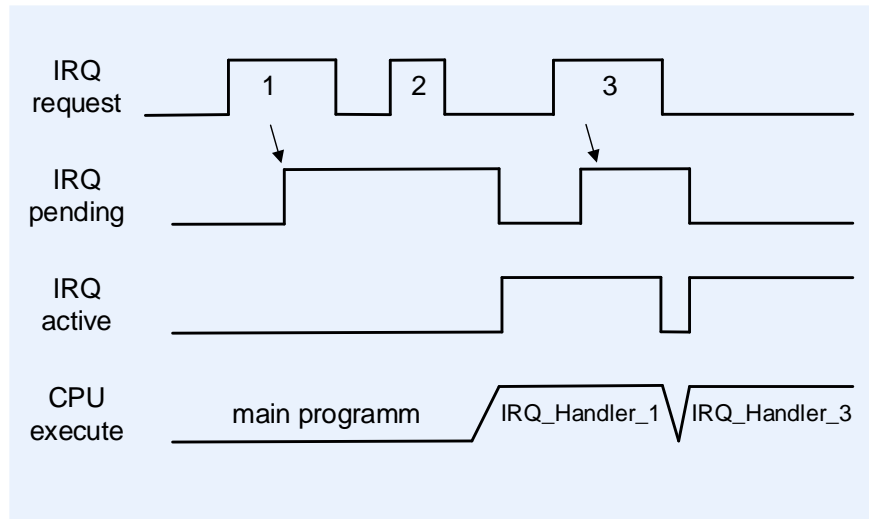 IRQ
request
1
2
3
IRQ
pending
IRQ
active
CPU
execute
main programm
IRQ_Handler_1
IRQ_Handler_3